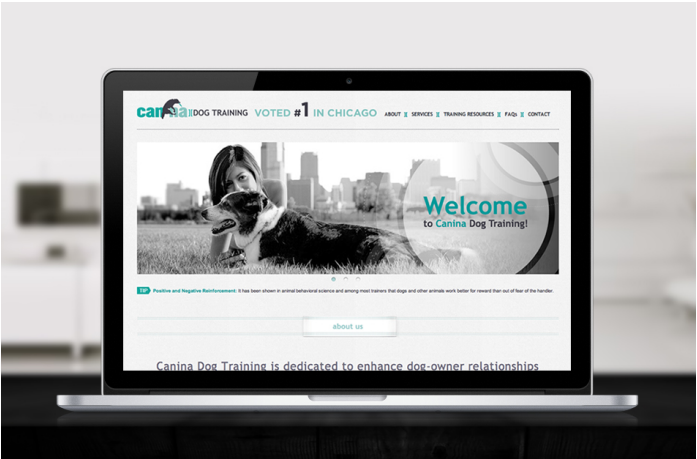 canina DOG TRAINING VOTED #1 IN CHICAGO
ABOUT SERVICES TRAINING RESOURCES FAQs CONTACT
Welcome
to Canina Dog Training!
TIP Positive and Negative Reinforcement: It has been shown in animal behavioral science and among most trainers that dogs and other animals work better for reward than out of fear of the handler.
about us
Canina Dog Training is dedicated to enhance dog-owner relationships